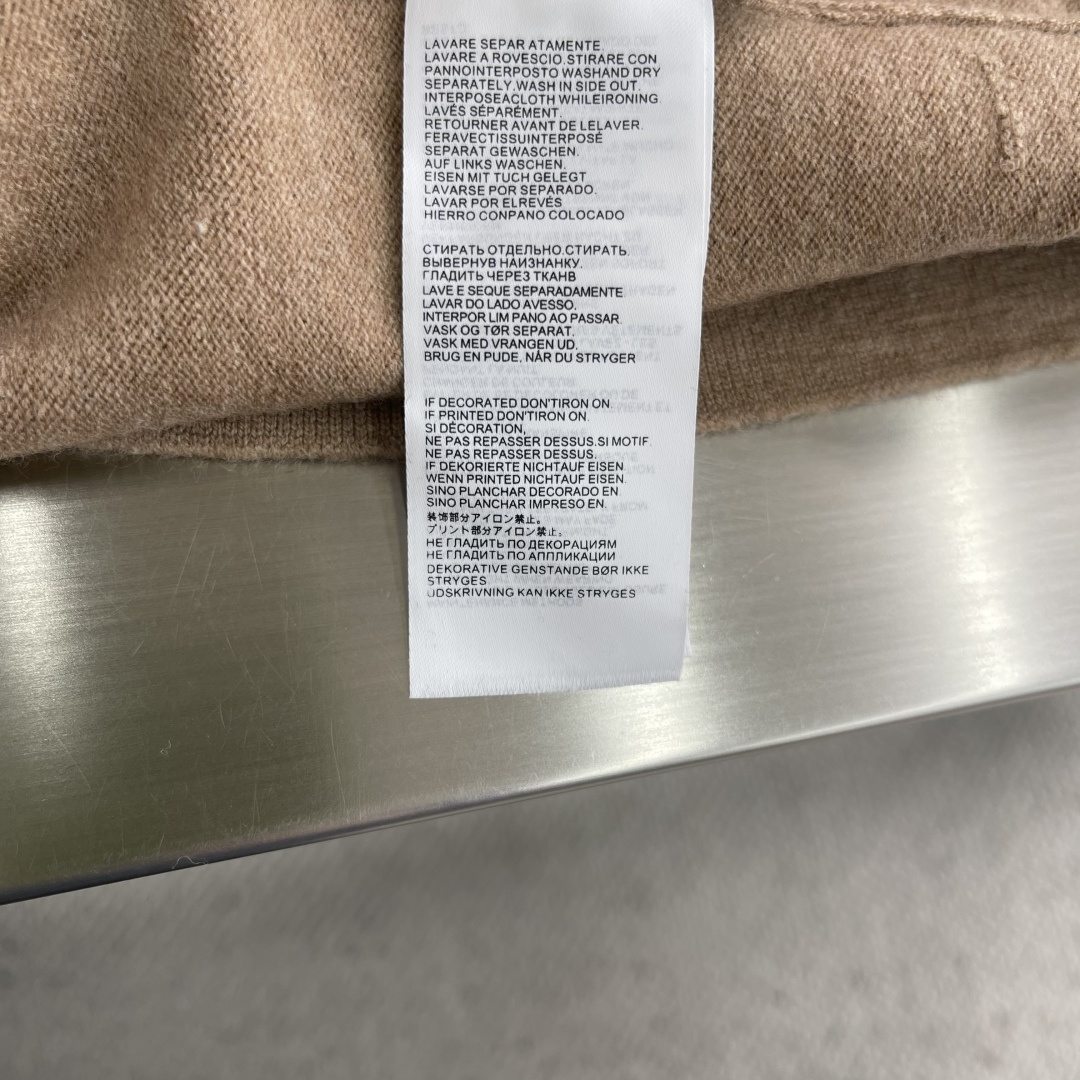 LAVARE SEPAR ATAMENTE.
LAVARE A ROVESCIO.STIRARE CON
PANNOINTERPOSTO WASHAND DRY
SEPARATELY.WASH IN SIDE OUT.
INTERPOSEACLOTH WHILEIRONING.
LAVÉS SÉPARÉMENT.
RETOURNER AVANT DE LELAVER.
FERAVECTISSUINTERPOSÉ
SEPARAT GEWASCHEN.
AUF LINKS WASCHEN.
EISEN MIT TUCH GELEGT
LAVARSE POR SEPARADO.
LAVAR POR ELREVÉS
HIERRO CONPANO COLOCADO
СТИРАТЬ ОТДЕЛЬНО.СТИРАТЬ.
ВЫВЕРНУВ НАИЗНАНКУ.
ГЛАДИТЬ ЧЕРЕЗ ТКАНВ
LAVE E SEQUE SEPARADAMENTE
LAVAR DO LADO AVESSO.
INTERPOR LIM PANO AO PASSAR.
VASK OG TØR SEPARAT.
VASK MED VRANGEN UD.
BRUG EN PUDE, NÅR DU STRYGER
IF DECORATED DON'TIRON ON.
IF PRINTED DON'TIRON ON.
SI DÉCORATION,
NE PAS REPASSER DESSUS.SI MOTIF.
NE PAS REPASSER DESSUS.
IF DEKORIERTE NICHTAUF EISEN.
WENN PRINTED NICHTAUF EISEN.
SINO PLANCHAR DECORADO EN.
SINO PLANCHAR IMPRESO EN.
装飾部分アイロン禁止。
プリント部分アイロン禁止。
НЕ ГЛАДИТЬ ПО ДЕКОРАЦИЯМ
НЕ ГЛАДИТЬ ПО АППЛИКАЦИИ
DEKORATIVE GENSTANDE BØR IKKE
STRYGES
UDSKRIVNING KAN IKKE STRYGES